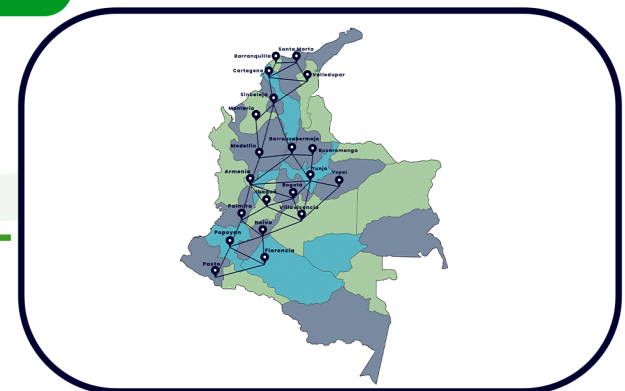 Santa Marta
Barranquilla
Cartagena
Valledupar
Sincelejo
Montería
Barrancabermeja
Medellín
Bucaramanga
Armenia
Tunja
Yopal
Bogotá
Ibagué
Palmira
Villavicencio
Neiva
Popayán
Florencia
Pasto